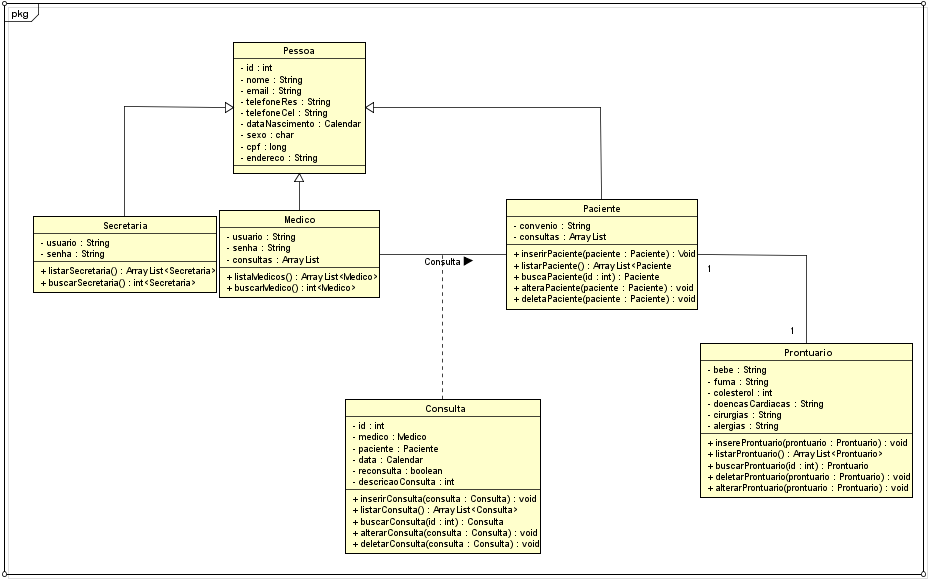 pkg
Pessoa
- id : int
- nome : String
- email : String
- telefoneRes : String
- telefoneCel : String
- dataNascimento : Calendar
- sexo : char
- cpf : long
- endereco : String
Secretaria
- usuario : String
- senha : String
+ listarSecretaria() : ArrayList<Secretaria>
+ buscarSecretaria() : int<Secretaria>
Medico
- usuario : String
- senha : String
- consultas : ArrayList
+ listaMedicos() : ArrayList<Medico>
+ buscarMedico() : int<Medico>
Consulta
Paciente
- convenio : String
- consultas : ArrayList
+ inserirPaciente(paciente : Paciente) : Void
+ listarPaciente() : ArrayList<Paciente
+ buscaPaciente(id : int) : Paciente
+ alteraPaciente(paciente : Paciente) : void
+ deletaPaciente(paciente : Paciente) : void
1
1
Prontuario
- bebe : String
- fuma : String
- colesterol : int
- doencasCardiacas : String
- cirurgias : String
- alergias : String
+ insereProntuario(prontuario : Prontuario) : void
+ listarProntuario() : ArrayList<Prontuario>
+ buscarProntuario(id : int) : Prontuario
+ deletarProntuario(prontuario : Prontuario) : void
+ alterarProntuario(prontuario : Prontuario) : void
Consulta
- id : int
- medico : Medico
- paciente : Paciente
- data : Calendar
- reconsulta : boolean
- descricaoConsulta : int
+ inserirConsulta(consulta : Consulta) : void
+ listarConsulta() : ArrayList<Consulta>
+ buscarConsulta(id : int) : Consulta
+ alterarConsulta(consulta : Consulta) : void
+ deletarConsulta(consulta : Consulta) : void